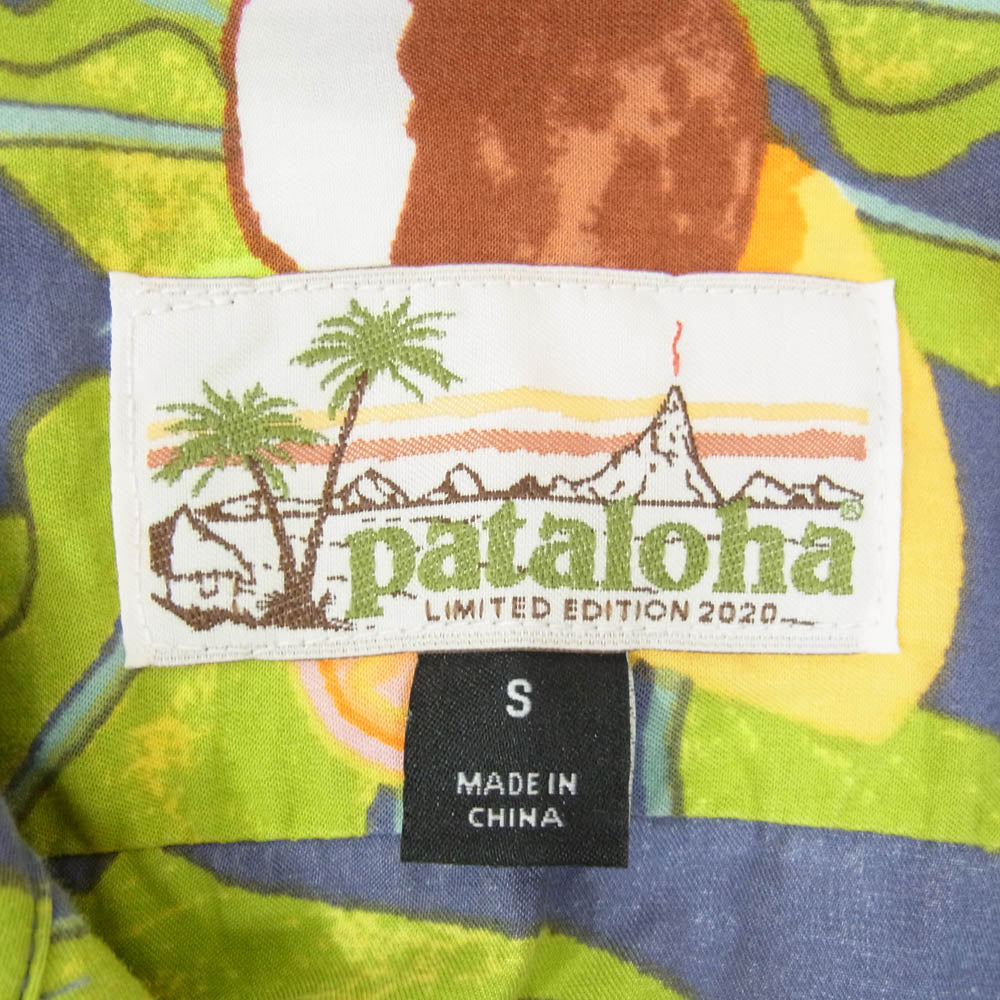 pataloha®
LIMITED EDITION 2020
S
MADE IN
CHINA